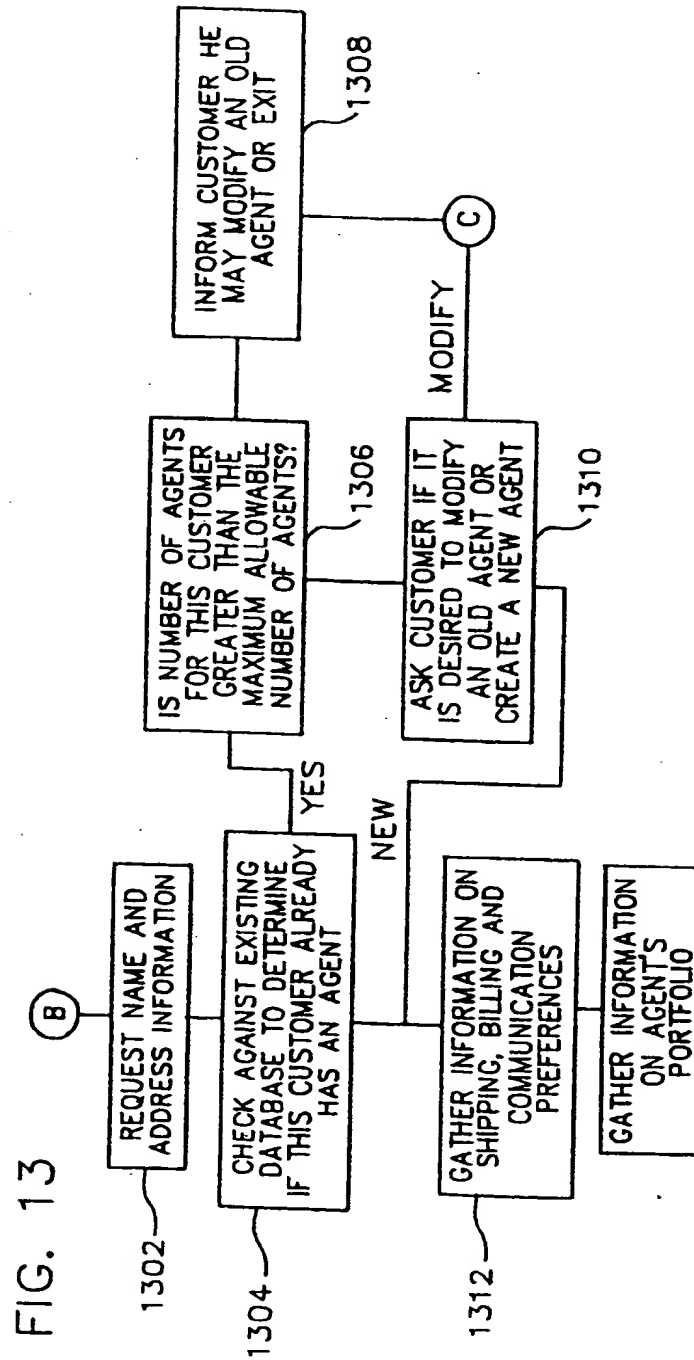 FIG. 13
B
REQUEST NAME AND
ADDRESS INFORMATION
1302
CHECK AGAINST EXISTING
DATABASE TO DETERMINE
IF THIS CUSTOMER ALREADY
HAS AN AGENT
1304
YES
IS NUMBER OF AGENTS
FOR THIS CUSTOMER
GREATER THAN THE
MAXIMUM ALLOWABLE
NUMBER OF AGENTS?
1306
INFORM CUSTOMER HE
MAY MODIFY AN OLD
AGENT OR EXIT
1308
ASK CUSTOMER IF IT
IS DESIRED TO MODIFY
AN OLD AGENT OR
CREATE A NEW AGENT
1310
MODIFY
C
NEW
GATHER INFORMATION ON
SHIPPING, BILLING AND
COMMUNICATION
PREFERENCES
1312
GATHER INFORMATION
ON AGENT'S
PORTFOLIO